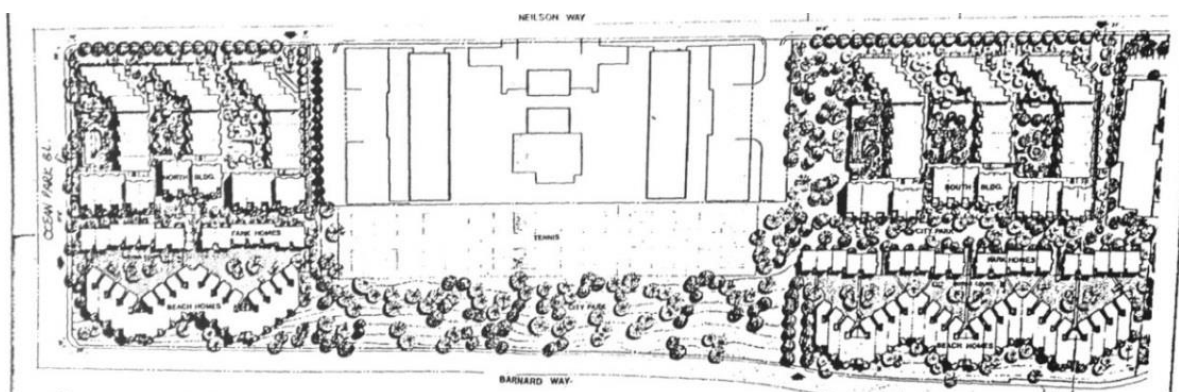 NEILSON WAY
OCEAN PARK BL.
NORTH BLDG.
SOUTH BLDG.
PARK HOMES
TENNIS
CITY PARK
PARK HOMES
BEACH HOMES
CITY PARK
BEACH HOMES
BARNARD WAY